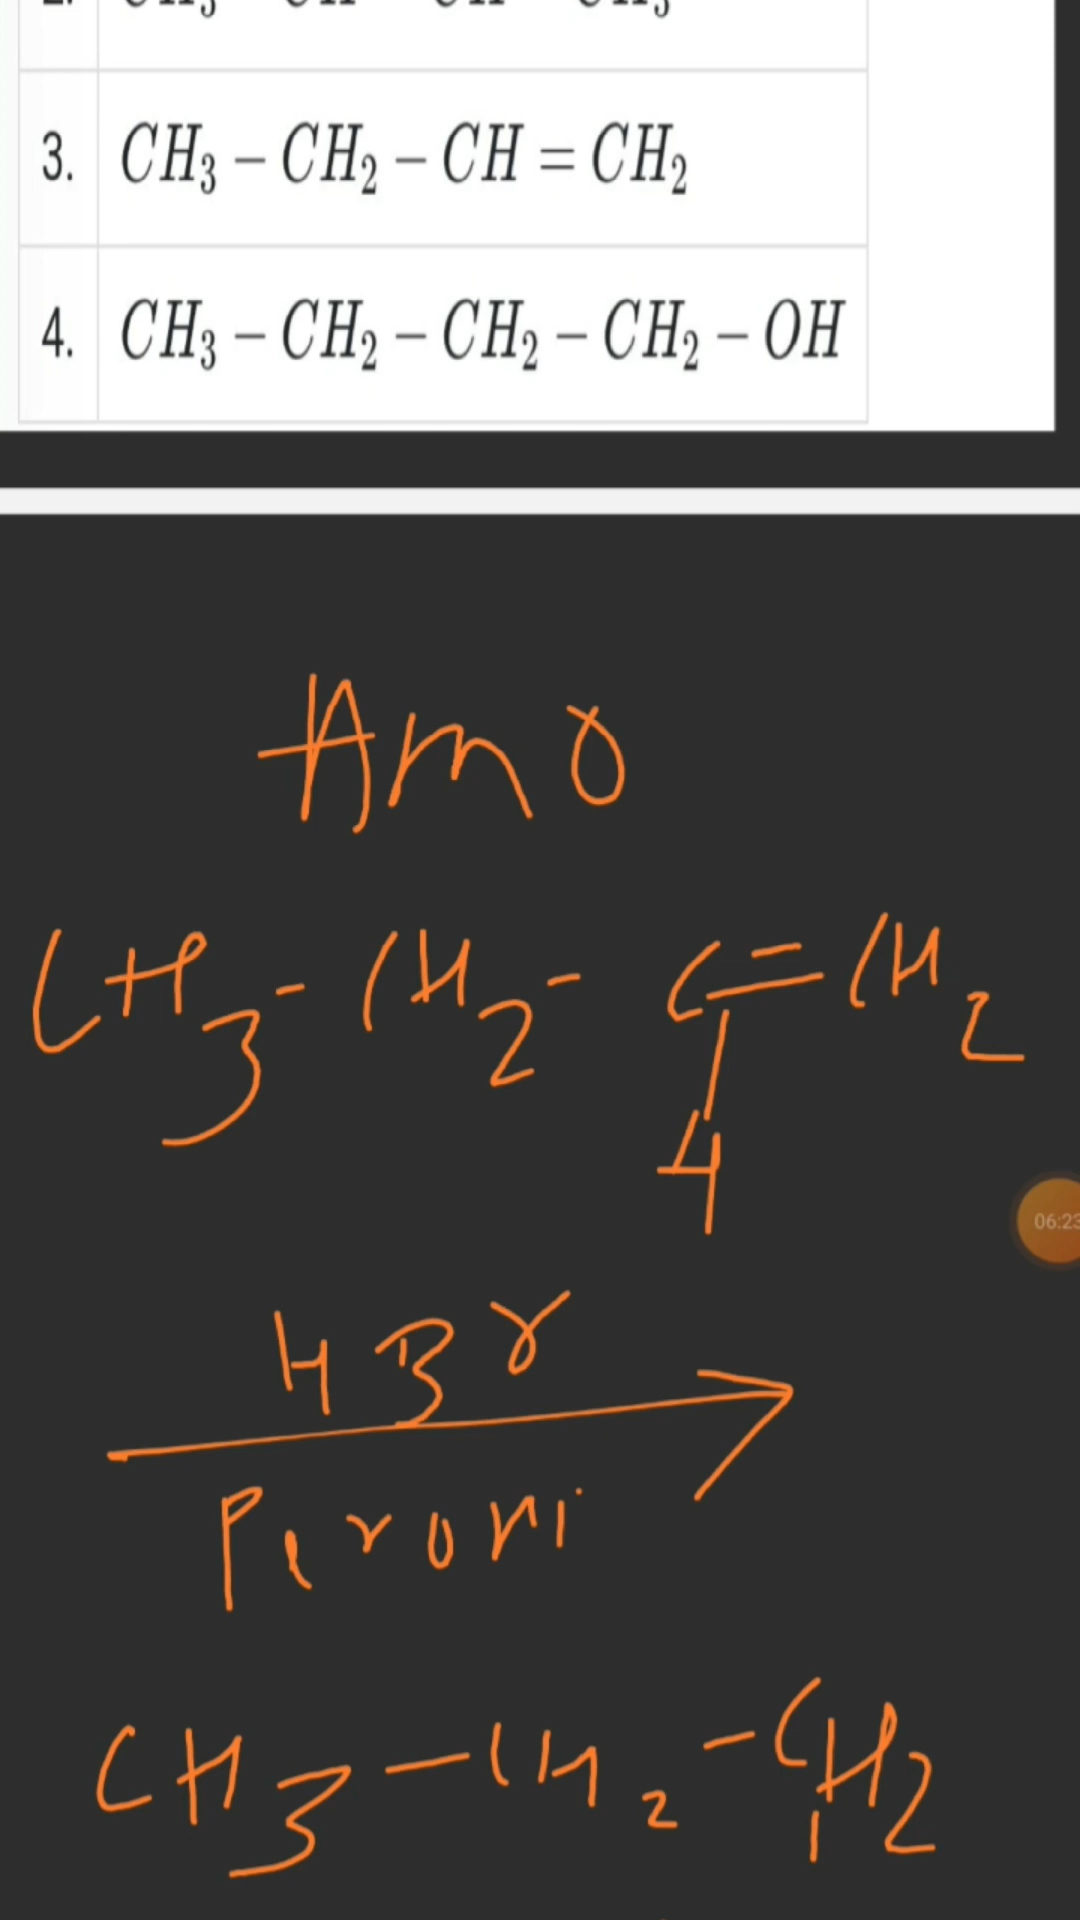 3. CH₃ – CH₂ – CH = CH₂
4. CH₃ – CH₂ – CH₂ – CH₂ – OH
Amo
CH₃ - CH₂ - C = CH₂
|
H
06:23
HBr
Peroxi
CH₃ – CH₂ – CH₂
|